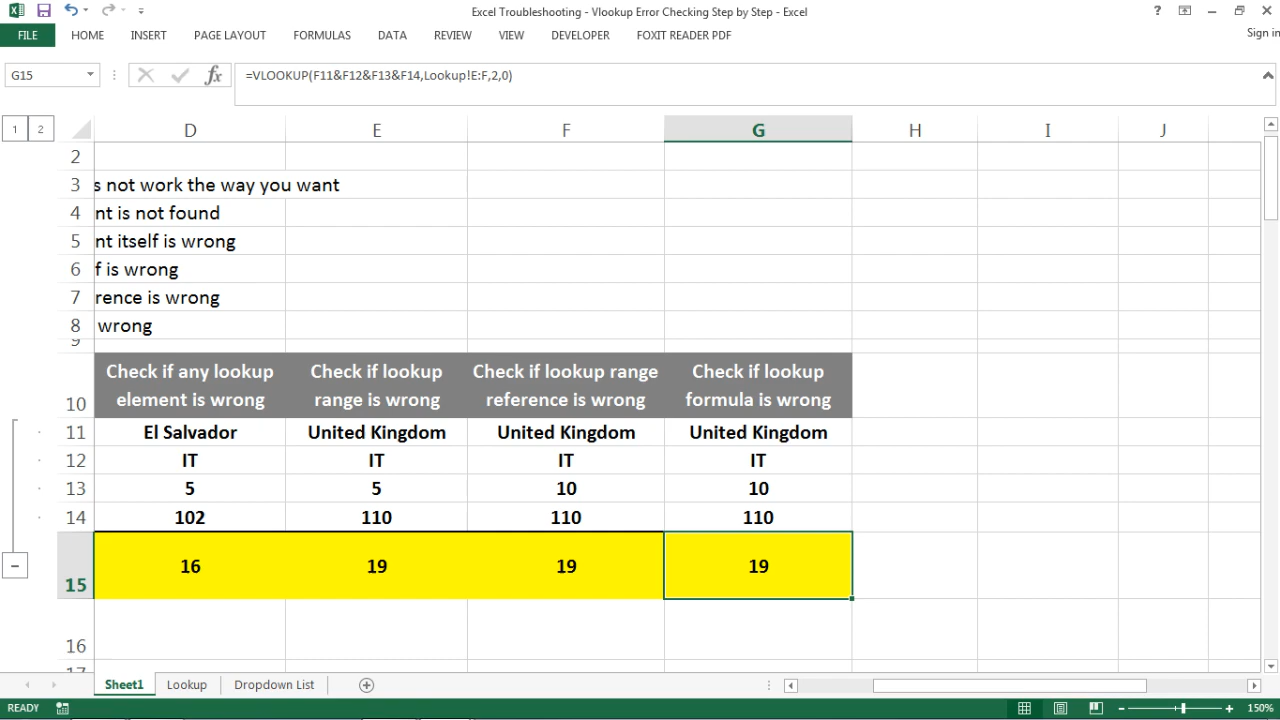 Excel Troubleshooting - Vlookup Error Checking Step by Step - Excel
?
FILE HOME INSERT PAGE LAYOUT FORMULAS DATA REVIEW VIEW DEVELOPER FOXIT READER PDF Sign in
G15 fx =VLOOKUP(F11&F12&F13&F14,Lookup!E:F,2,0)
1 2 D E F G H I J
2
3 s not work the way you want
4 nt is not found
5 nt itself is wrong
6 f is wrong
7 rence is wrong
8 wrong
9
Check if any lookup Check if lookup Check if lookup range Check if lookup
10 element is wrong range is wrong reference is wrong formula is wrong
11 El Salvador United Kingdom United Kingdom United Kingdom
12 IT IT IT IT
13 5 5 10 10
14 102 110 110 110
15 16 19 19 19
16
17
Sheet1 Lookup Dropdown List
READY 150%